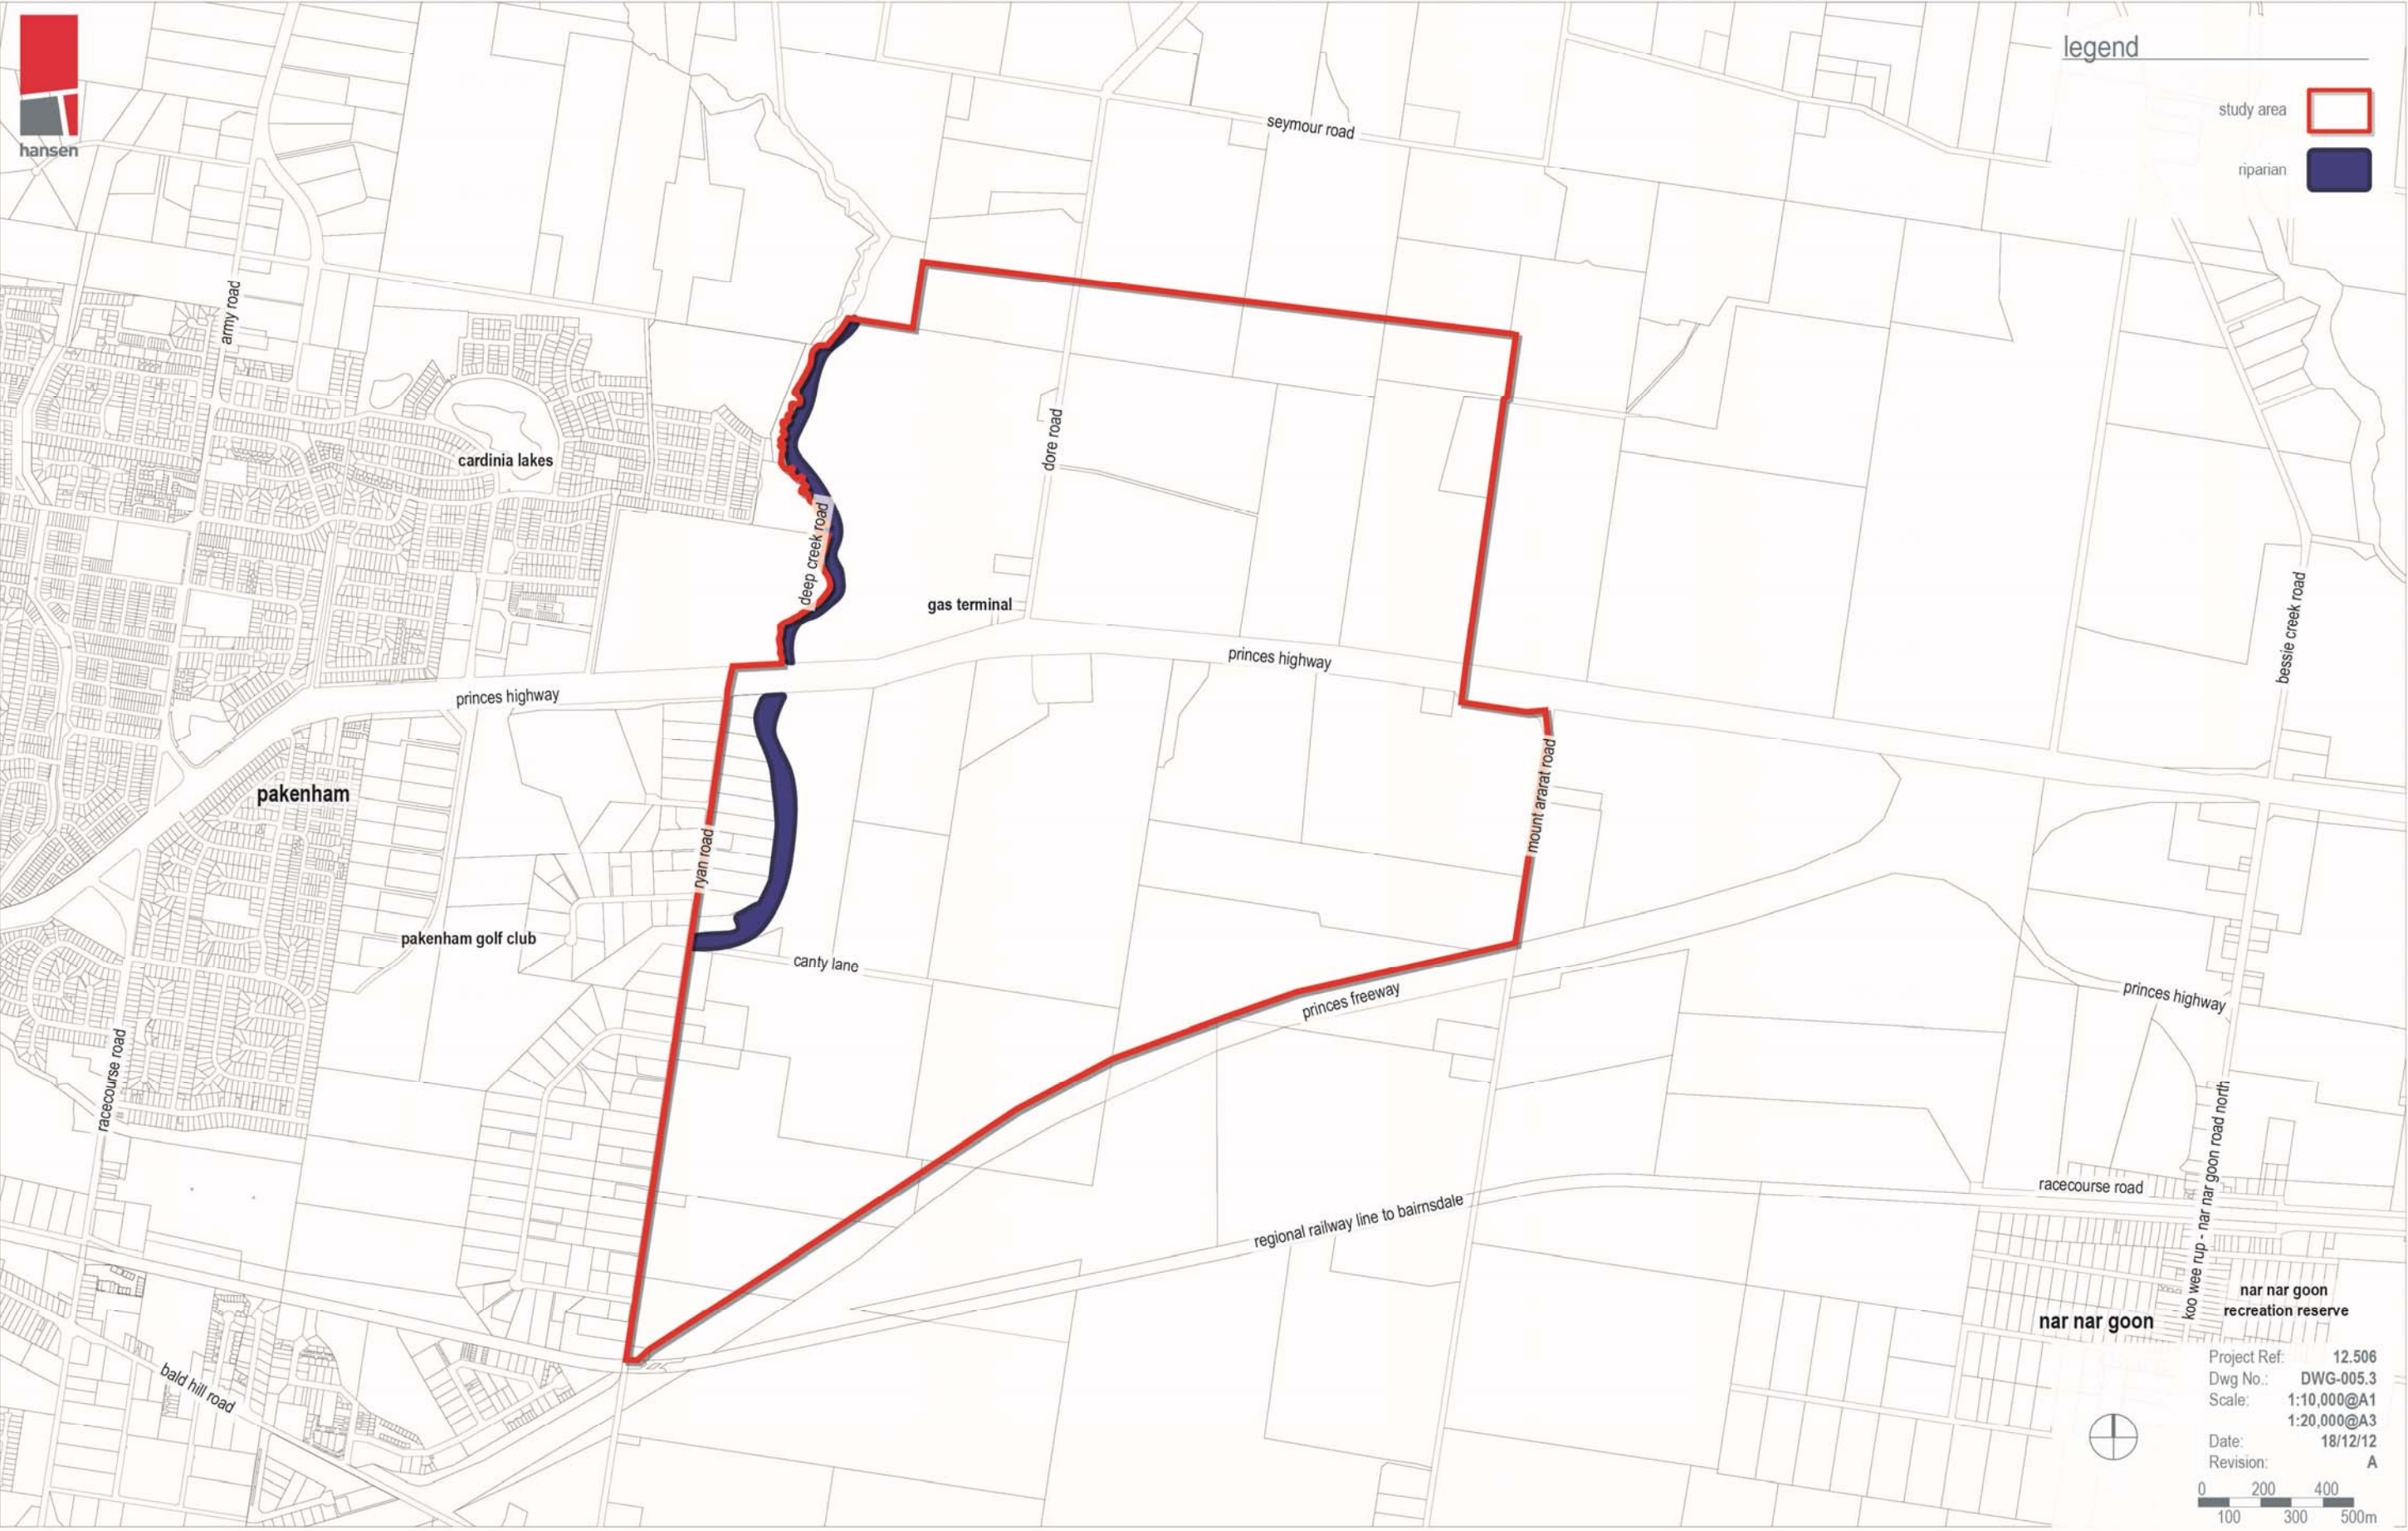 hansen
legend
study area
riparian
seymour road
army road
dore road
cardinia lakes
deep creek road
gas terminal
bessie creek road
princes highway
princes highway
mount ararat road
pakenham
ryan road
pakenham golf club
canty lane
princes freeway
princes highway
racecourse road
koo wee rup - nar nar goon road north
racecourse road
regional railway line to bairnsdale
nar nar goon
recreation reserve
nar nar goon
bald hill road
Project Ref: 12.506
Dwg No.: DWG-005.3
Scale: 1:10,000@A1
1:20,000@A3
Date: 18/12/12
Revision: A
0 200 400
100 300 500m